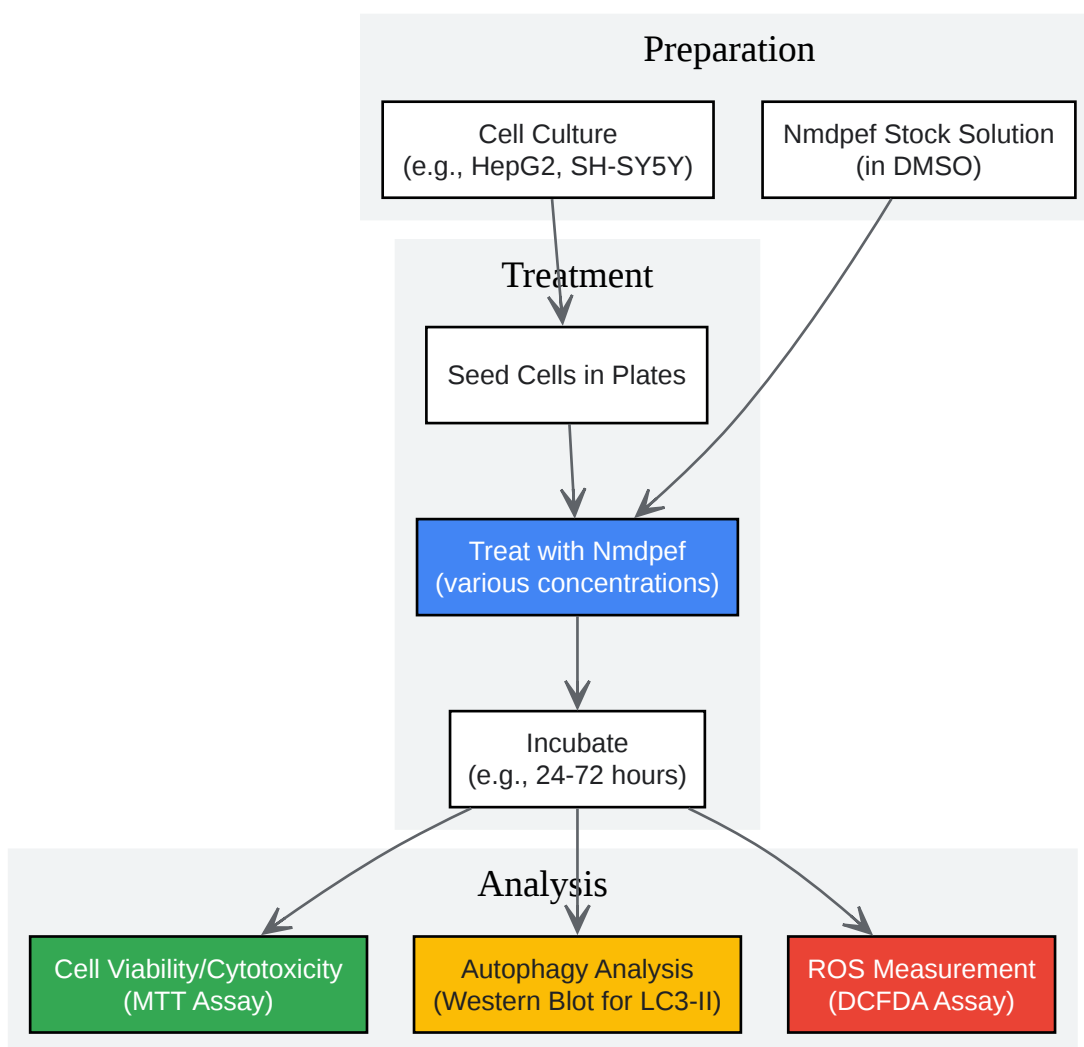 Preparation
Cell Culture
(e.g., HepG2, SH-SY5Y)
Nmdpef Stock Solution
(in DMSO)
Treatment
Seed Cells in Plates
Treat with Nmdpef
(various concentrations)
Incubate
(e.g., 24-72 hours)
Analysis
Cell Viability/Cytotoxicity
(MTT Assay)
Autophagy Analysis
(Western Blot for LC3-II)
ROS Measurement
(DCFDA Assay)